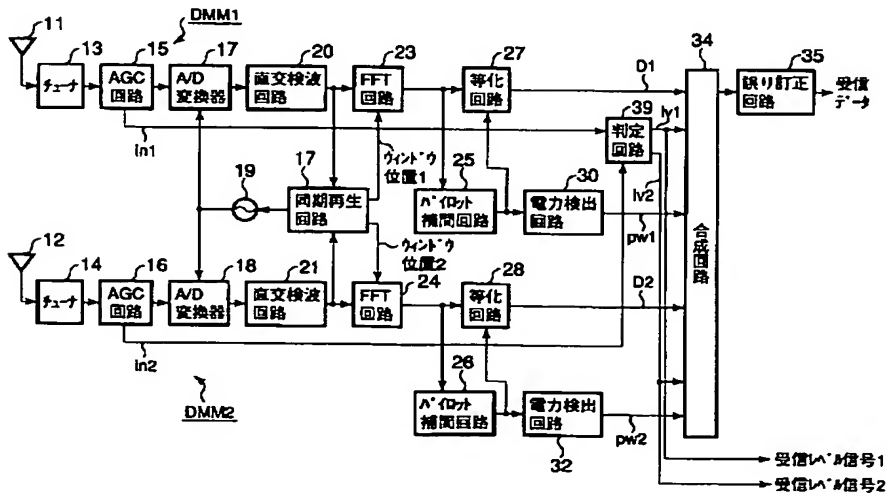 DMM1
11
13
チューナ
15
AGC
回路
17
A/D
変換器
20
直交検波
回路
23
FFT
回路
27
等化
回路
D1
34
合成回路
35
誤り訂正
回路
受信
データ
in1
39
判定
回路
lv1
lv2
ウィンドウ
位置1
19
17
同期再生
回路
25
パイロット
補間回路
30
電力検出
回路
pw1
ウィンドウ
位置2
12
14
チューナ
16
AGC
回路
18
A/D
変換器
21
直交検波
回路
24
FFT
回路
28
等化
回路
D2
in2
DMM2
26
パイロット
補間回路
電力検出
回路
32
pw2
受信レベル信号1
受信レベル信号2